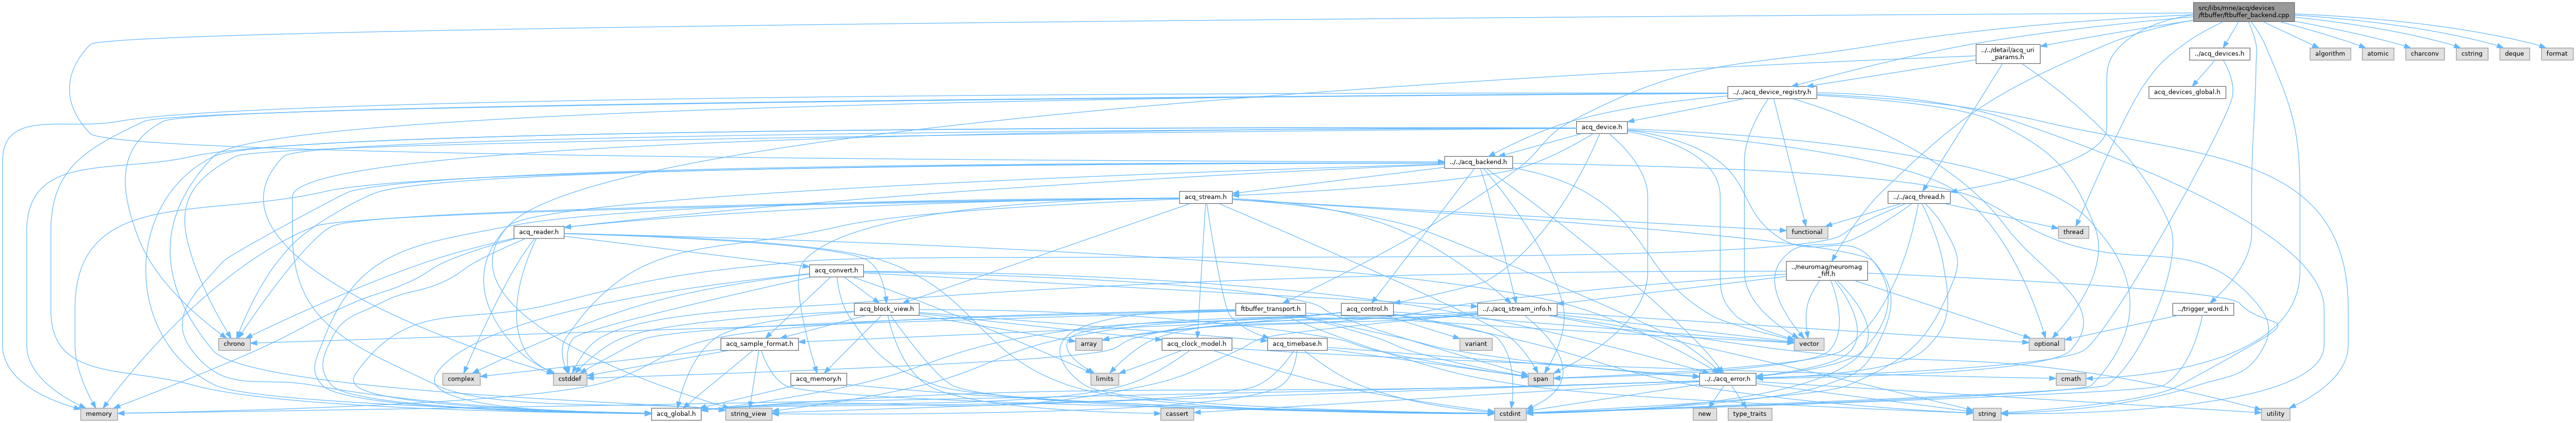 src/libs/mne/acq/devices
/ftbuffer/ftbuffer_backend.cpp
../../detail/acq_uri
_params.h
../acq_devices.h
algorithm
atomic
charconv
cstring
deque
format
../../acq_device_registry.h
acq_devices_global.h
acq_device.h
../../acq_backend.h
acq_stream.h
../../acq_thread.h
acq_reader.h
functional
thread
acq_convert.h
../neuromag/neuromag
_fiff.h
acq_block_view.h
ftbuffer_transport.h
acq_control.h
../../acq_stream_info.h
../trigger_word.h
chrono
acq_sample_format.h
array
acq_clock_model.h
acq_timebase.h
variant
vector
optional
complex
cstddef
acq_memory.h
limits
span
../../acq_error.h
cmath
memory
acq_global.h
string_view
cassert
cstdint
new
type_traits
string
utility